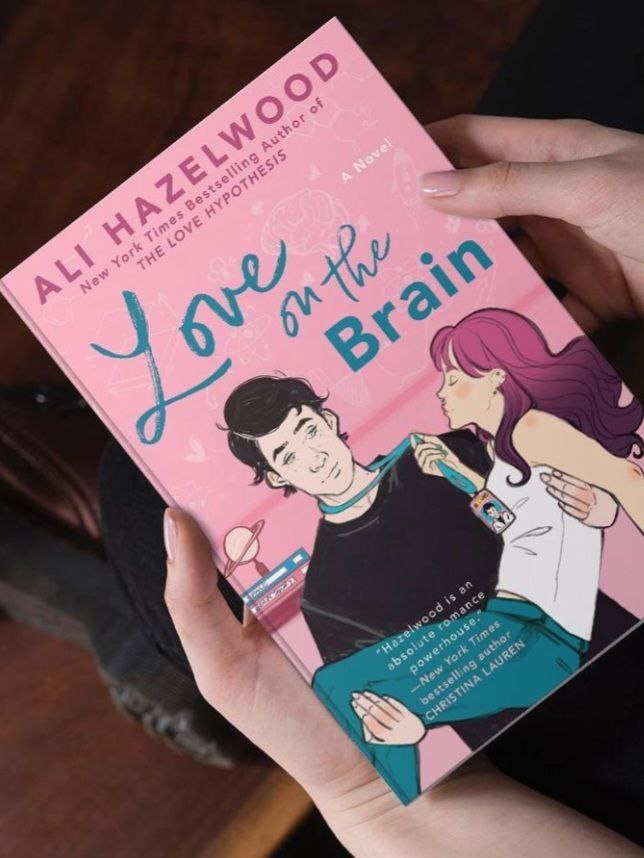 ALI HAZELWOOD
New York Times Bestselling Author of
THE LOVE HYPOTHESIS
A Novel
Love
on the
Brain
"Hazelwood is an
absolute romance
powerhouse."
—New York Times
bestselling author
CHRISTINA LAUREN